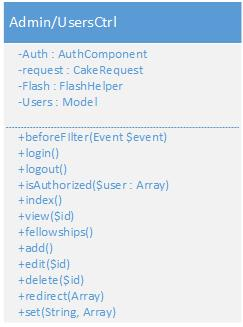 Admin/UsersCtrl
-Auth : AuthComponent
-request : CakeRequest
-Flash : FlashHelper
-Users : Model
+beforeFIlter(Event $event)
+login()
+logout()
+isAuthorized($user : Array)
+index()
+view($id)
+fellowships()
+add()
+edit($id)
+delete($id)
+redirect(Array)
+set(String, Array)